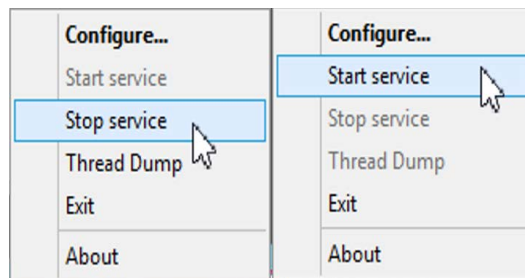 Configure...
Start service
Stop service
Thread Dump
Exit
About
Configure...
Start service
Stop service
Thread Dump
Exit
About